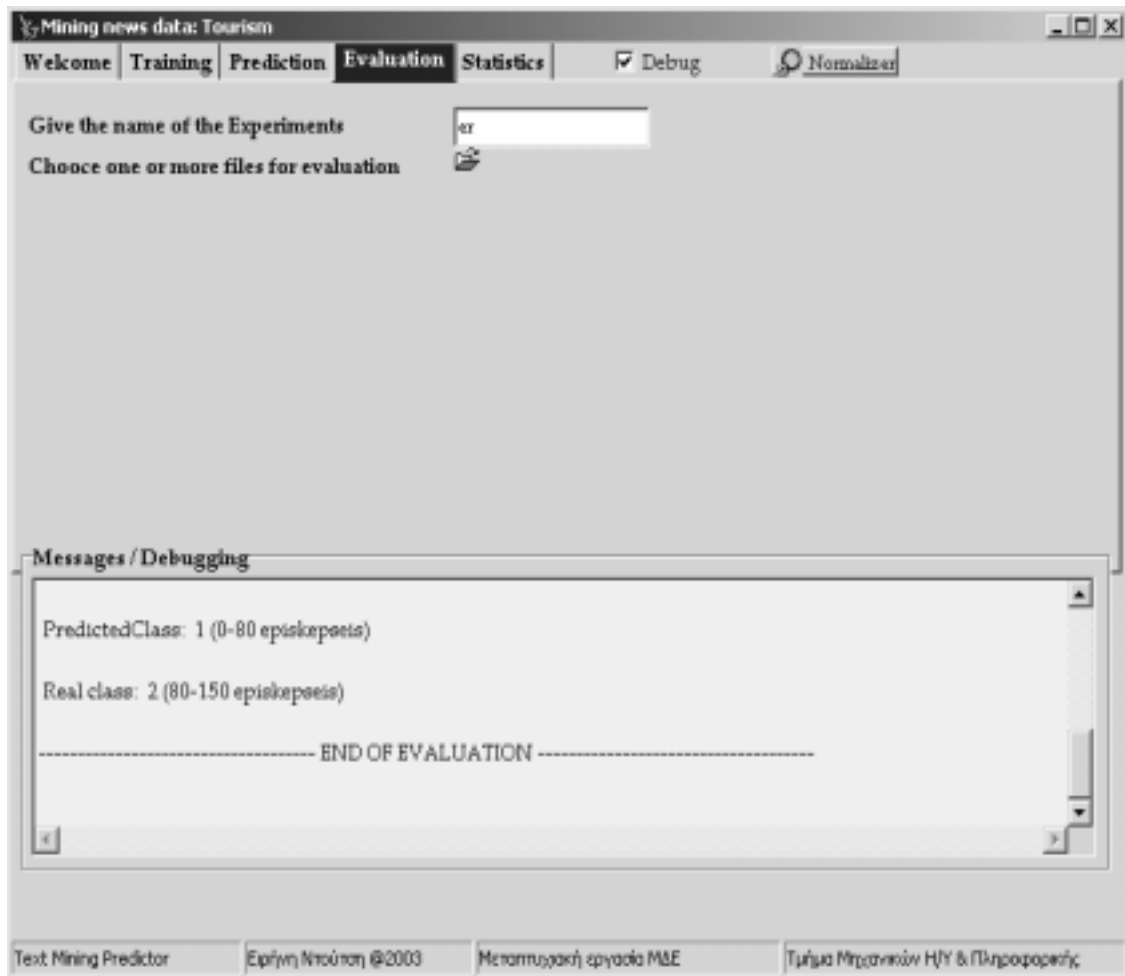 Mining news data: Tourism
Welcome Training Prediction Evaluation Statistics Debug Normalizer
Give the name of the Experiments er
Chooce one or more files for evaluation
Messages / Debugging
PredictedClass: 1 (0-80 episkepseis)
Real class: 2 (80-150 episkepseis)
------------------------------------ END OF EVALUATION ------------------------------------
Text Mining Predictor Ειρήνη Ντούτση @2003 Μεταπτυχιακή εργασία ΜΔΕ Τμήμα Μηχανικών Η/Υ & Πληροφορικής